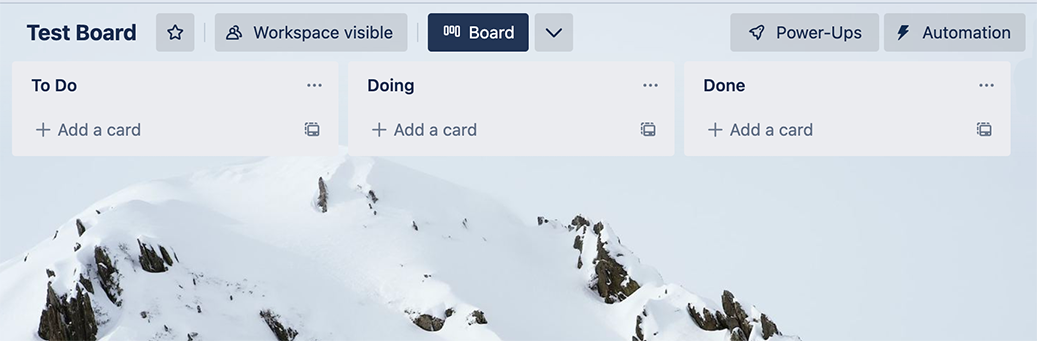 Test Board Workspace visible Board Power-Ups Automation
To Do Doing Done
Add a card Add a card Add a card